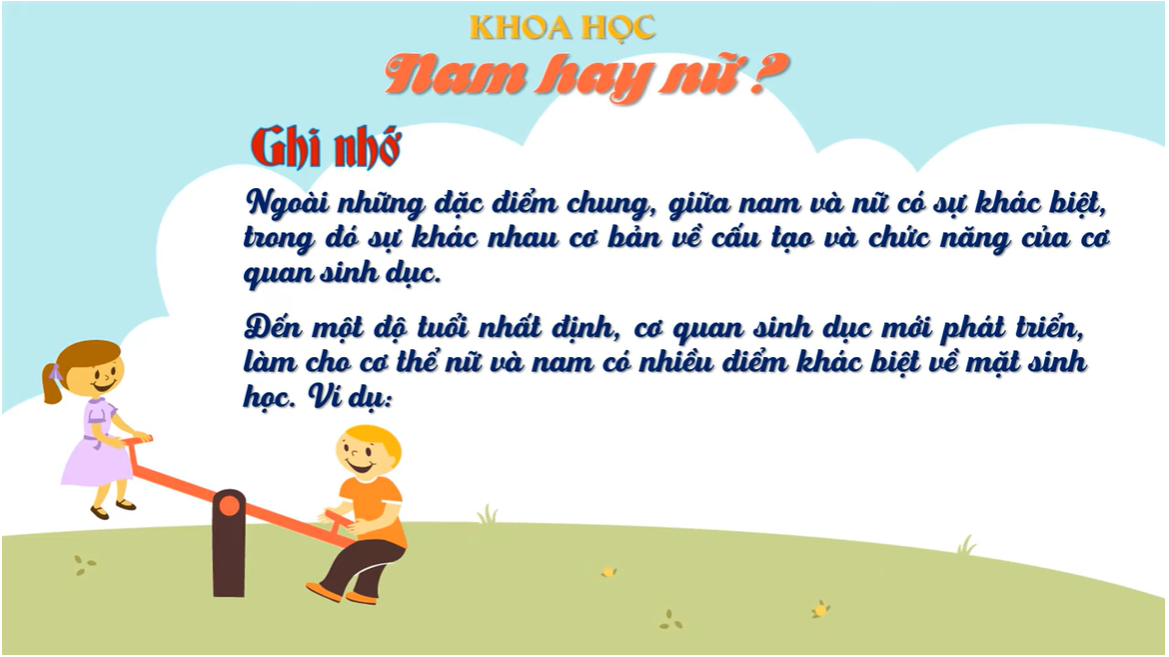 KHOA HỌC
Nam hay nữ ?
Ghi nhớ
Ngoài những đặc điểm chung, giữa nam và nữ có sự khác biệt,
trong đó sự khác nhau cơ bản về cấu tạo và chức năng của cơ
quan sinh dục.
Đến một độ tuổi nhất định, cơ quan sinh dục mới phát triển,
làm cho cơ thể nữ và nam có nhiều điểm khác biệt về mặt sinh
học. Ví dụ: